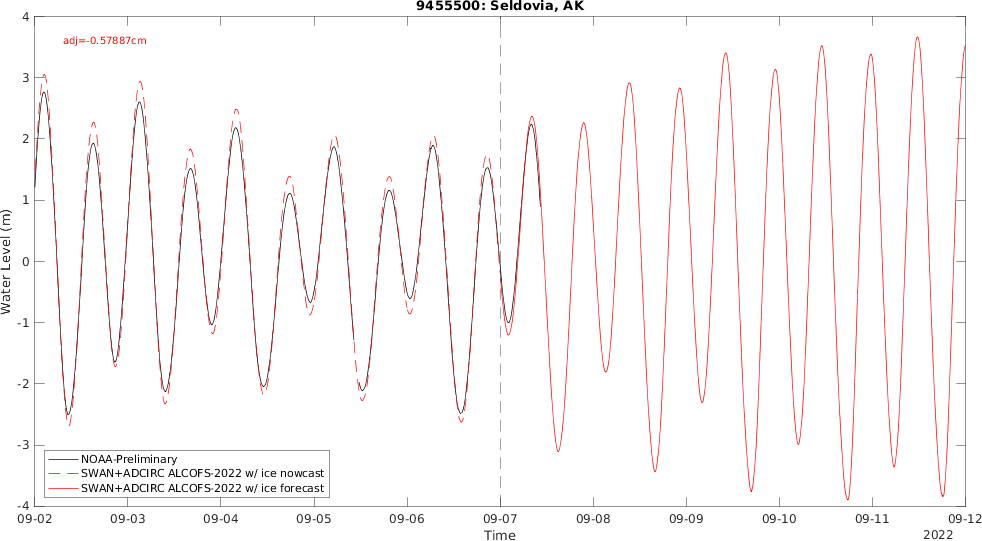 9455500: Seldovia, AK
adj=-0.57887cm
4
3
2
1
0
-1
-2
-3
-4
Water Level (m)
NOAA-Preliminary
SWAN+ADCIRC ALCOFS-2022 w/ ice nowcast
SWAN+ADCIRC ALCOFS-2022 w/ ice forecast
09-02 09-03 09-04 09-05 09-06 09-07 09-08 09-09 09-10 09-11 09-12
Time
2022